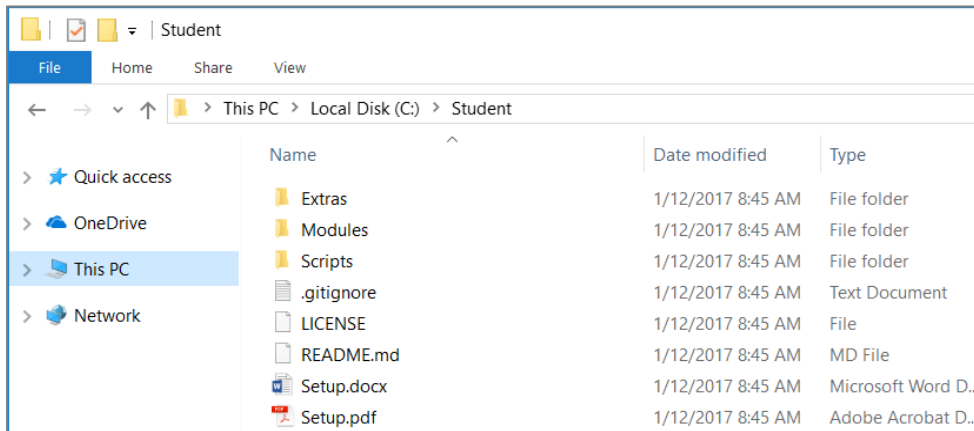 Student
File Home Share View
This PC > Local Disk (C:) > Student
Name Date modified Type
Quick access
OneDrive
This PC
Network
Extras 1/12/2017 8:45 AM File folder
Modules 1/12/2017 8:45 AM File folder
Scripts 1/12/2017 8:45 AM File folder
.gitignore 1/12/2017 8:45 AM Text Document
LICENSE 1/12/2017 8:45 AM File
README.md 1/12/2017 8:45 AM MD File
Setup.docx 1/12/2017 8:45 AM Microsoft Word D...
Setup.pdf 1/12/2017 8:45 AM Adobe Acrobat D...